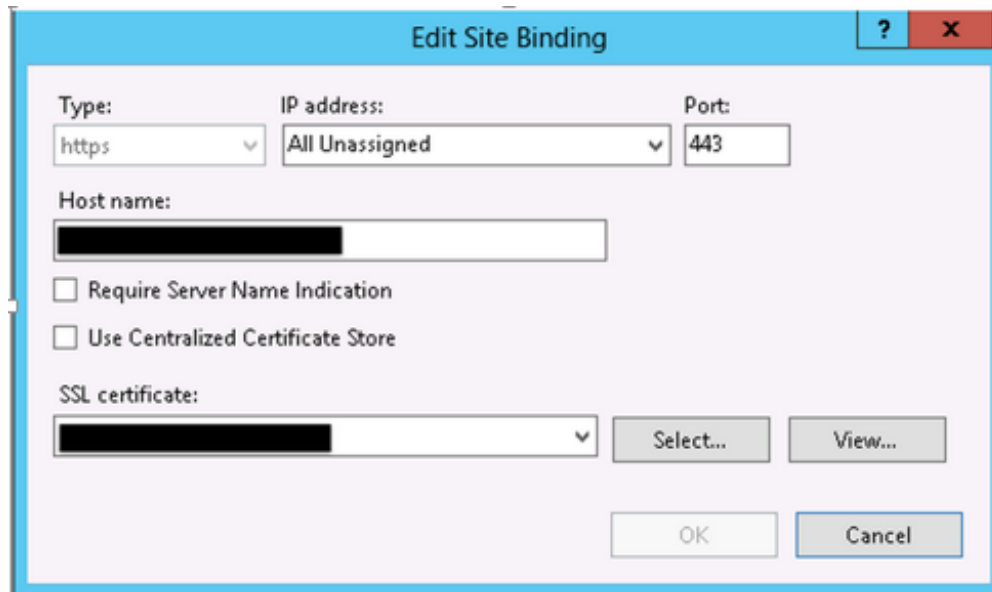 Edit Site Binding
?
x
Type:
IP address:
Port:
https
All Unassigned
443
Host name:
Require Server Name Indication
Use Centralized Certificate Store
SSL certificate:
Select...
View...
OK
Cancel